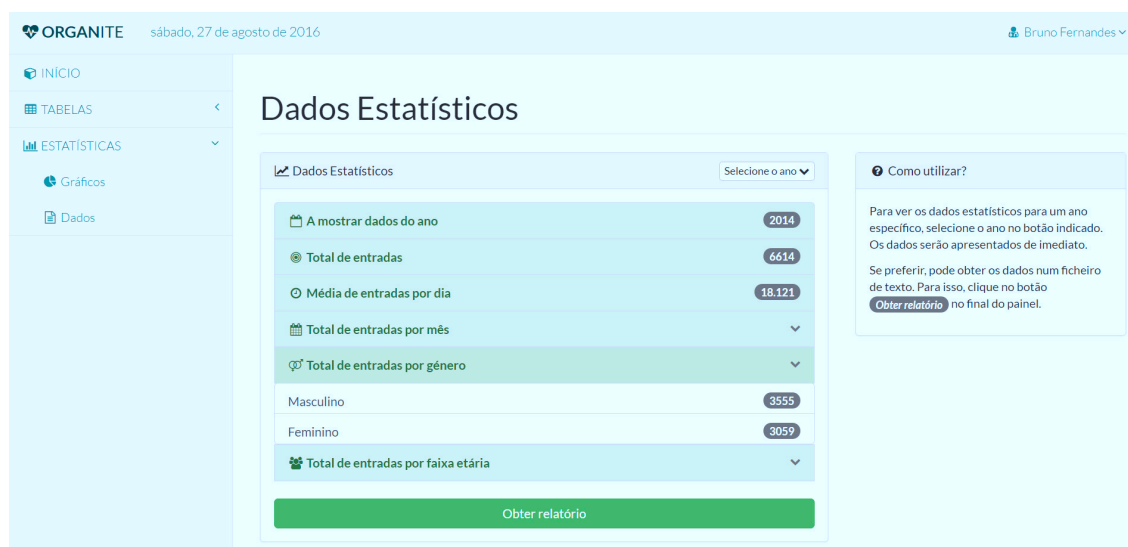 ORGANITE sábado, 27 de agosto de 2016 Bruno Fernandes
INÍCIO
TABELAS
ESTATÍSTICAS
Gráficos
Dados
Dados Estatísticos
Dados Estatísticos Selecione o ano
A mostrar dados do ano 2014
Total de entradas 6614
Média de entradas por dia 18.121
Total de entradas por mês
Total de entradas por género
Masculino 3555
Feminino 3059
Total de entradas por faixa etária
Obter relatório
Como utilizar?
Para ver os dados estatísticos para um ano
específico, selecione o ano no botão indicado.
Os dados serão apresentados de imediato.
Se preferir, pode obter os dados num ficheiro
de texto. Para isso, clique no botão
Obter relatório no final do painel.